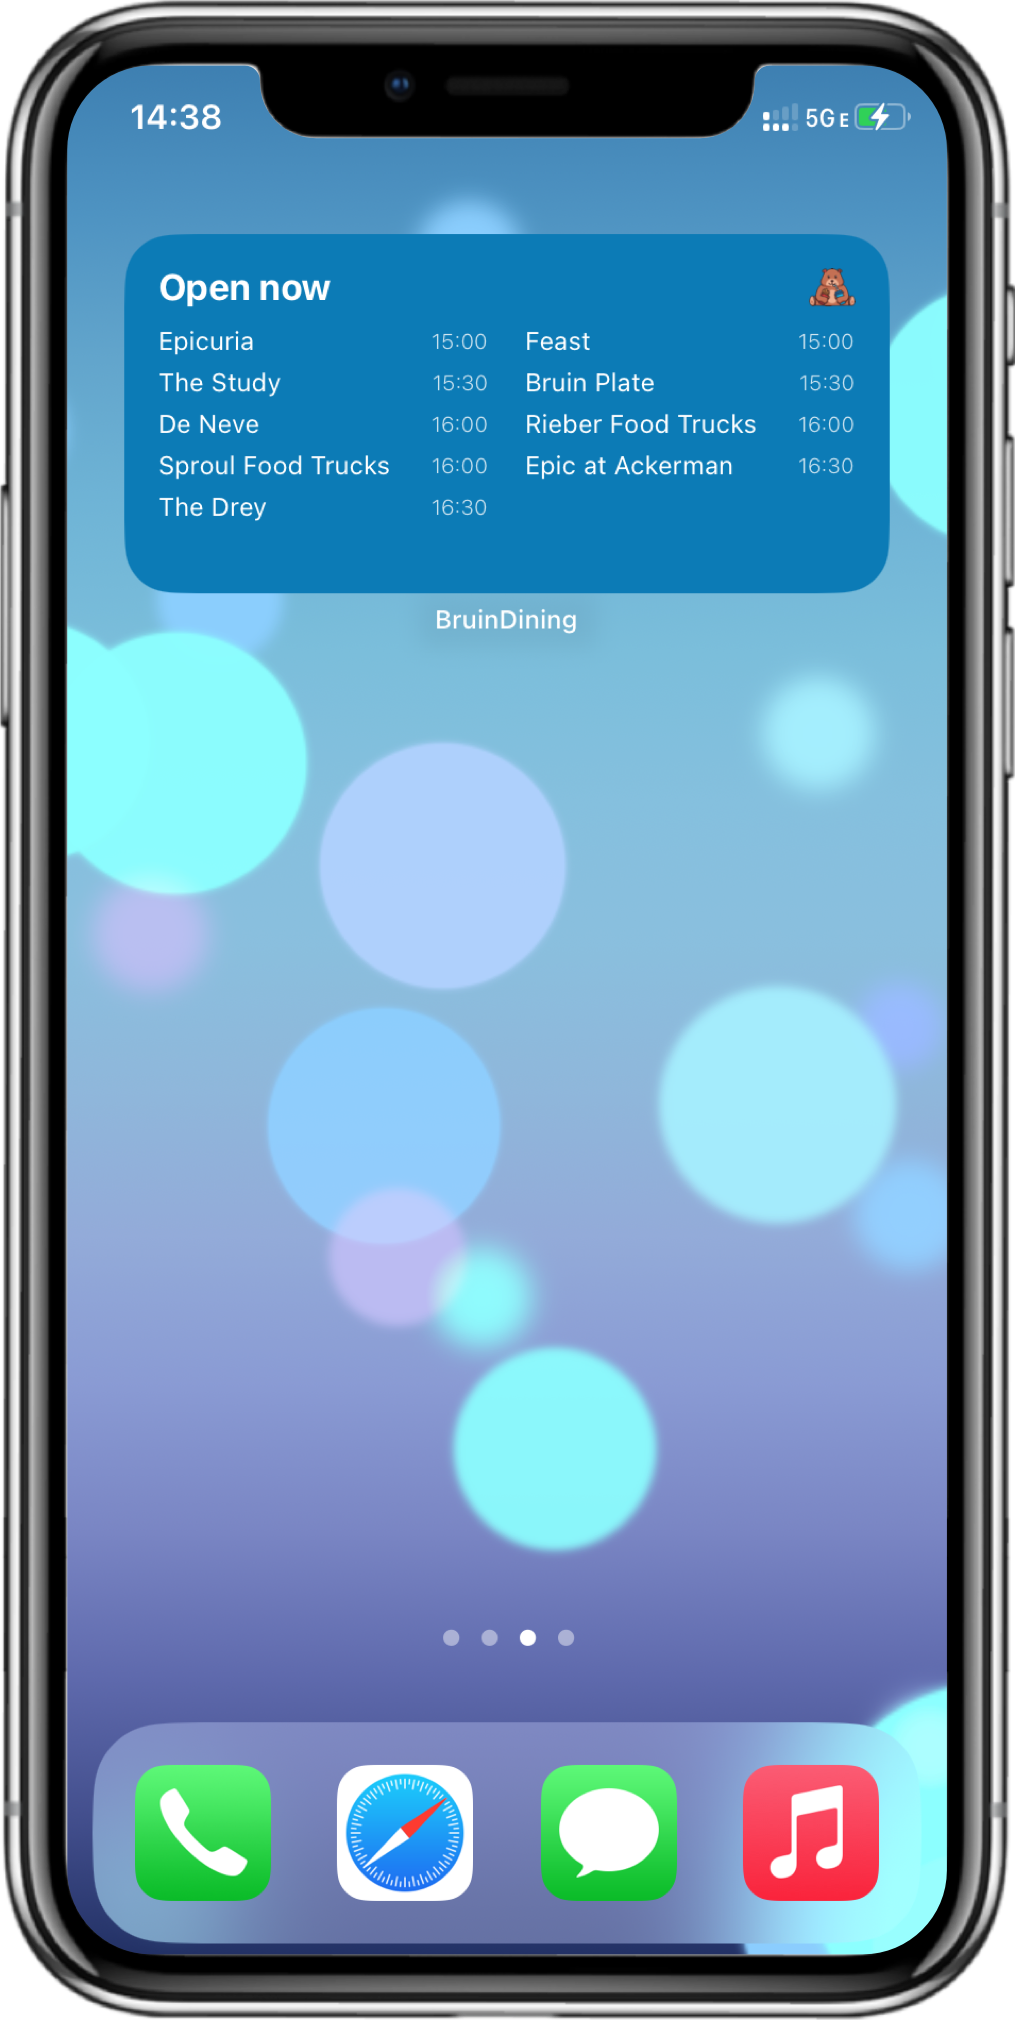 14:38
5G E
Open now
Epicuria 15:00 Feast 15:00
The Study 15:30 Bruin Plate 15:30
De Neve 16:00 Rieber Food Trucks 16:00
Sproul Food Trucks 16:00 Epic at Ackerman 16:30
The Drey 16:30
BruinDining